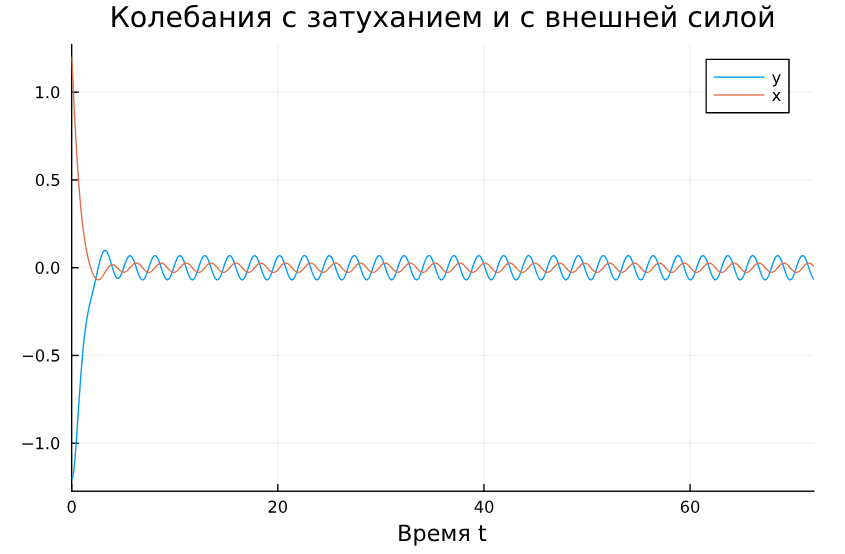 Колебания с затуханием и с внешней силой
y
x
1.0
0.5
0.0
−0.5
−1.0
0
20
40
60
Время t